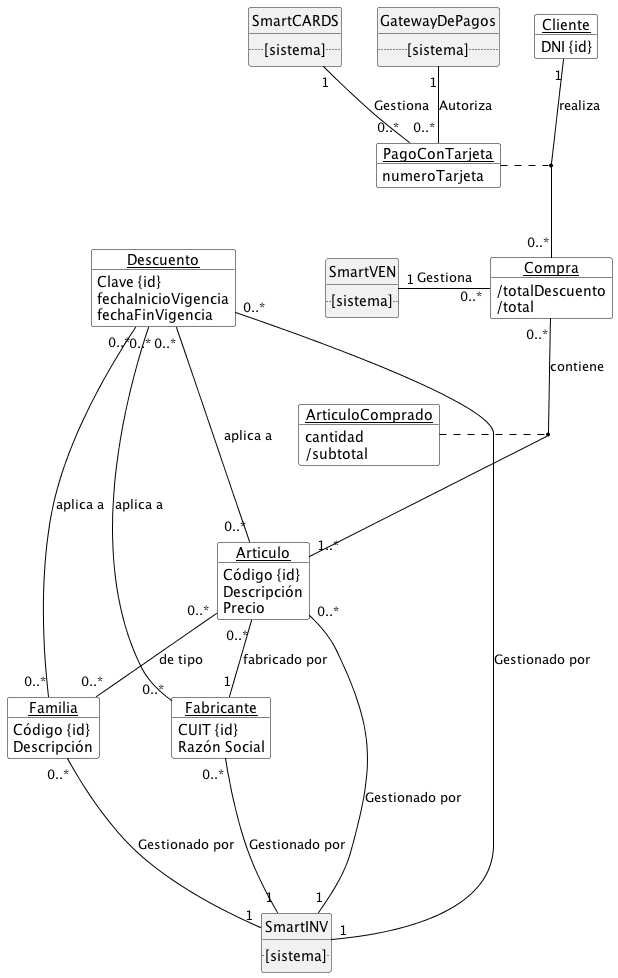 SmartCARDS
[sistema]
GatewayDePagos
[sistema]
Cliente
DNI {id}
1
1
1
Gestiona
Autoriza
realiza
0..*
0..*
PagoConTarjeta
numeroTarjeta
0..*
Descuento
Clave {id}
fechaInicioVigencia
fechaFinVigencia
SmartVEN
[sistema]
1
Gestiona
0..*
Compra
/totalDescuento
/total
0..*
0..*
0..*
0..*
0..*
contiene
ArticuloComprado
cantidad
/subtotal
aplica a
aplica a
aplica a
0..*
1..*
Articulo
Código {id}
Descripción
Precio
0..*
0..*
0..*
de tipo
fabricado por
Gestionado por
0..*
0..*
0..*
1
Familia
Código {id}
Descripción
Fabricante
CUIT {id}
Razón Social
0..*
0..*
Gestionado por
Gestionado por
Gestionado por
1
1
1
1
SmartINV
[sistema]